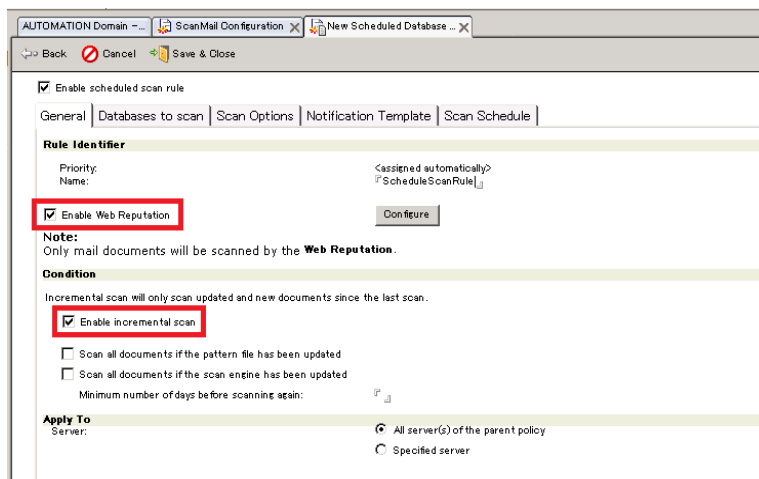 AUTOMATION Domain -... ScanMail Configuration New Scheduled Database ...
Back Cancel Save & Close
Enable scheduled scan rule
General Databases to scan Scan Options Notification Template Scan Schedule
Rule Identifier
Priority: <assigned automatically>
Name: ScheduleScanRule
Enable Web Reputation Configure
Note:
Only mail documents will be scanned by the Web Reputation.
Condition
Incremental scan will only scan updated and new documents since the last scan.
Enable incremental scan
Scan all documents if the pattern file has been updated
Scan all documents if the scan engine has been updated
Minimum number of days before scanning again:
Apply To
Server: All server(s) of the parent policy
Specified server